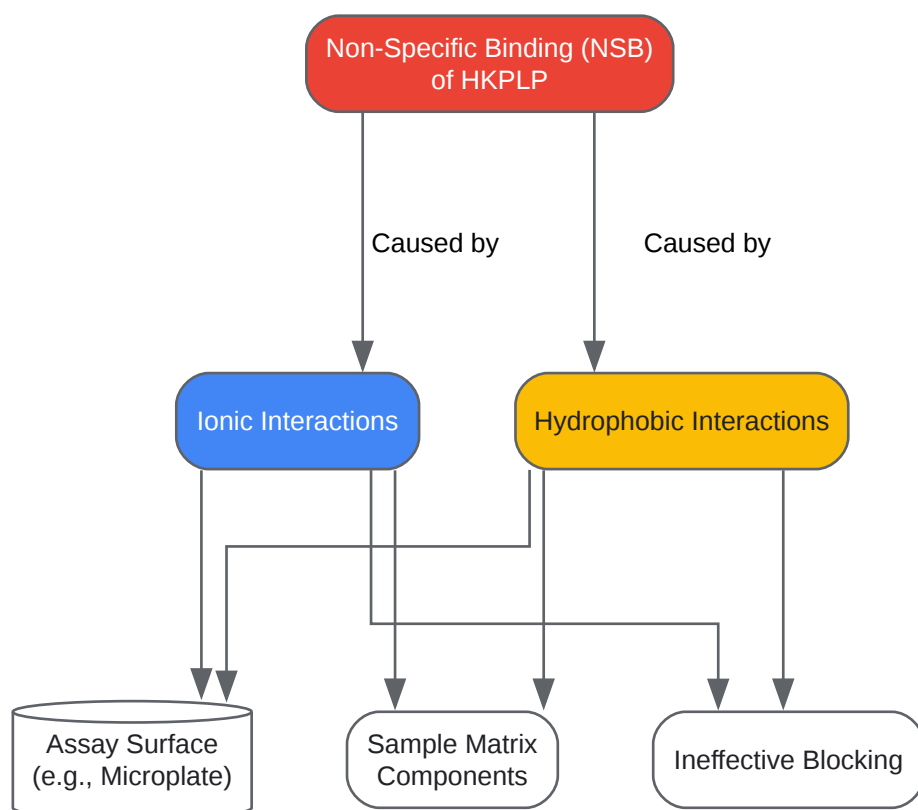 Non-Specific Binding (NSB)
of HKPLP
Caused by
Caused by
Ionic Interactions
Hydrophobic Interactions
Assay Surface
(e.g., Microplate)
Sample Matrix
Components
Ineffective Blocking